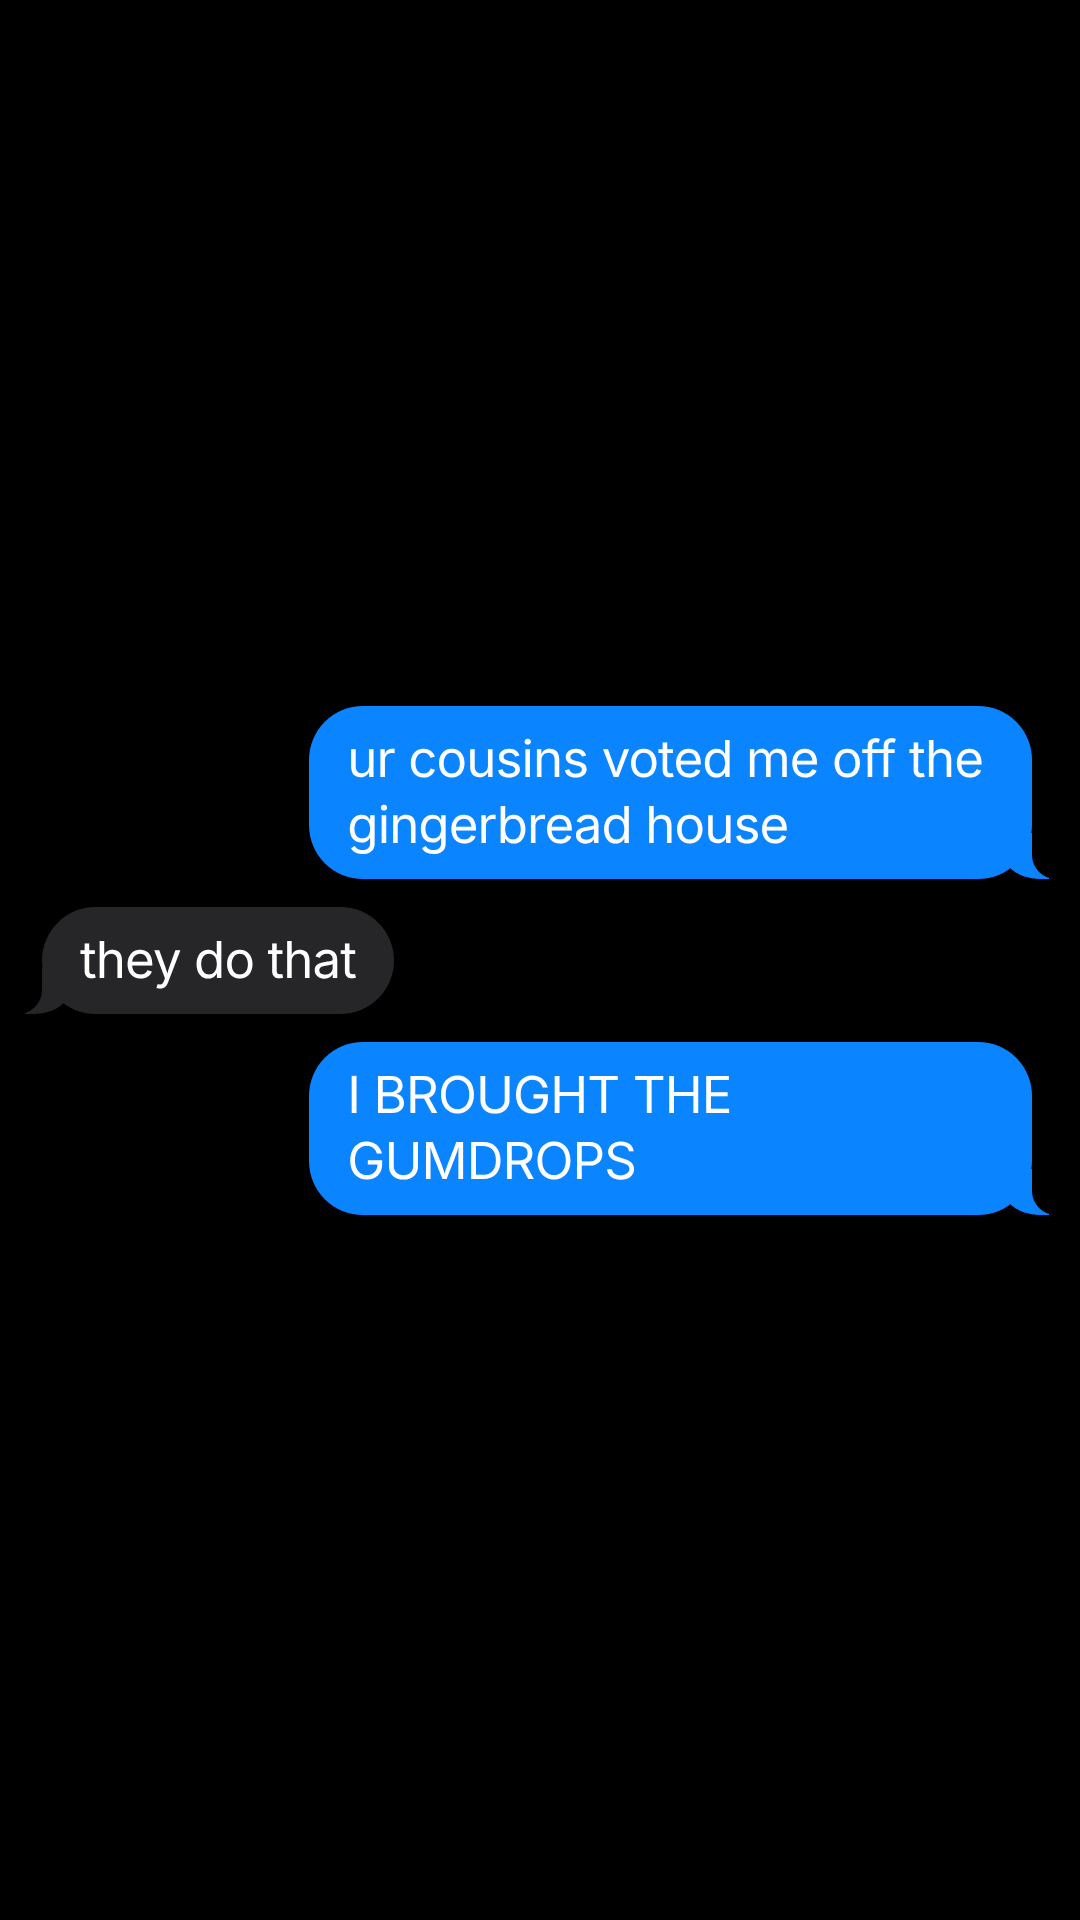 ur cousins voted me off the
gingerbread house
they do that
I BROUGHT THE
GUMDROPS